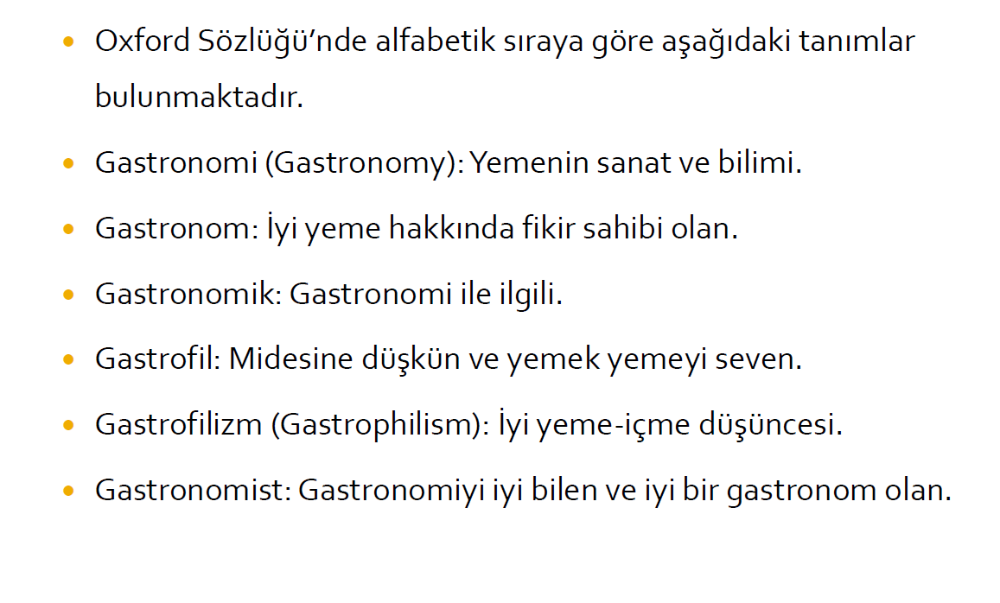 Oxford Sözlüğü’nde alfabetik sıraya göre aşağıdaki tanımlar
bulunmaktadır.
Gastronomi (Gastronomy): Yemenin sanat ve bilimi.
Gastronom: İyi yeme hakkında fikir sahibi olan.
Gastronomik: Gastronomi ile ilgili.
Gastrofil: Midesine düşkün ve yemek yemeyi seven.
Gastrofilizm (Gastrophilism): İyi yeme-içme düşüncesi.
Gastronomist: Gastronomiyi iyi bilen ve iyi bir gastronom olan.